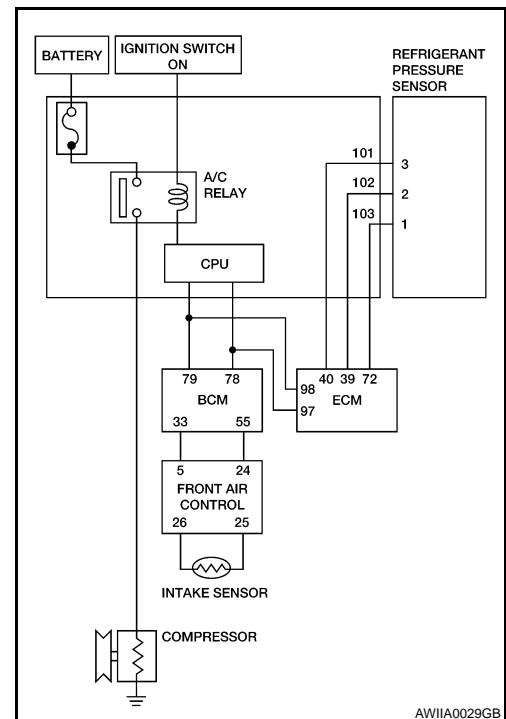 BATTERY
IGNITION SWITCH
ON
REFRIGERANT
PRESSURE
SENSOR
A/C
RELAY
101
3
102
2
103
1
CPU
79 78
BCM
33 55
40 39 72
98
ECM
97
5 24
FRONT AIR
CONTROL
26 25
INTAKE SENSOR
COMPRESSOR
AWIIA0029GB